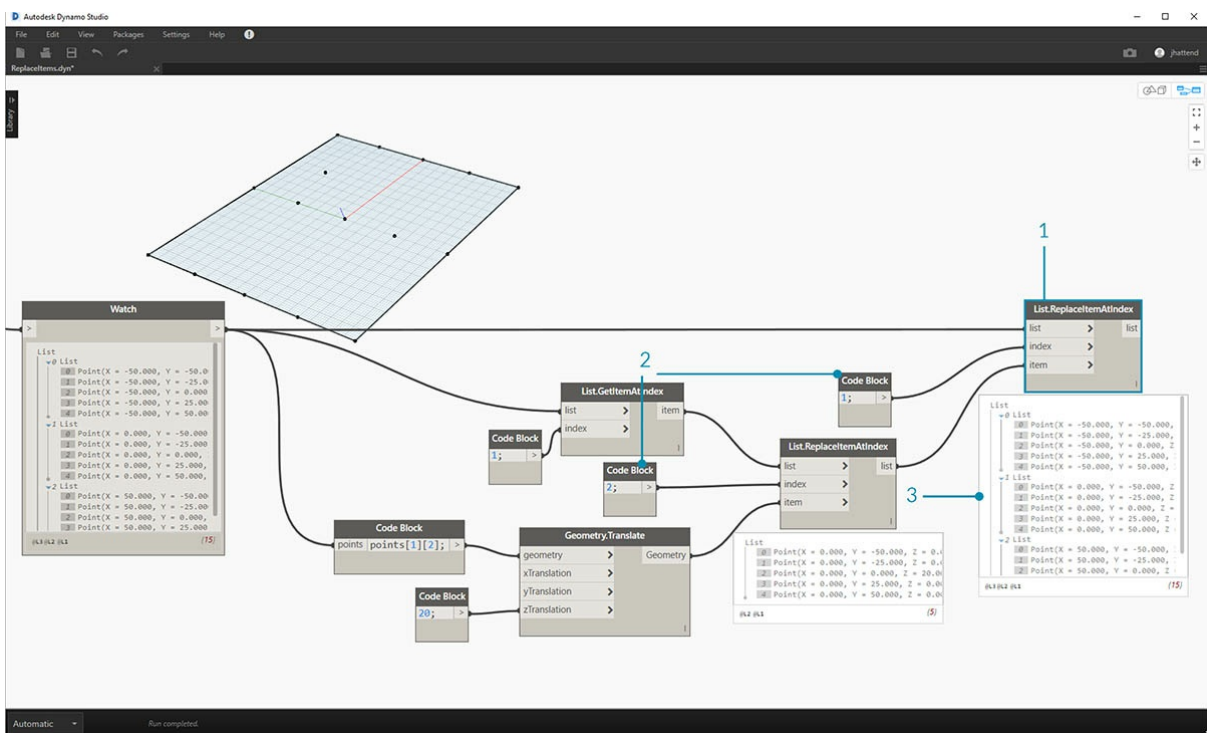 Autodesk Dynamo Studio
File Edit View Packages Settings Help
jhattend
ReplaceItems.dyn*
Library
1
Watch
> >
List
0 List
0 Point(X = -50.000, Y = -50.0
1 Point(X = -50.000, Y = -25.0
2 Point(X = -50.000, Y = 0.000
3 Point(X = -50.000, Y = 25.00
4 Point(X = -50.000, Y = 50.00
1 List
0 Point(X = 0.000, Y = -50.000
1 Point(X = 0.000, Y = -25.000
2 Point(X = 0.000, Y = 0.000,
3 Point(X = 0.000, Y = 25.000,
4 Point(X = 0.000, Y = 50.000,
2 List
0 Point(X = 50.000, Y = -50.00
1 Point(X = 50.000, Y = -25.00
2 Point(X = 50.000, Y = 0.000,
3 Point(X = 50.000, Y = 25.000
@L3 @L2 @L1 {15}
List.ReplaceItemAtIndex
list > list
index >
item >
2
Code Block
1; >
List.GetItemAtIndex
list > item
index >
Code Block
1; >
Code Block
2; >
List.ReplaceItemAtIndex
list > list
index >
item >
3
Code Block
points points[1][2]; >
Geometry.Translate
geometry > Geometry
xTranslation >
yTranslation >
zTranslation >
Code Block
20; >
List
0 Point(X = 0.000, Y = -50.000, Z = 0.0
1 Point(X = 0.000, Y = -25.000, Z = 0.0
2 Point(X = 0.000, Y = 0.000, Z = 20.00
3 Point(X = 0.000, Y = 25.000, Z = 0.00
4 Point(X = 0.000, Y = 50.000, Z = 0.00
@L2 @L1 {5}
List
0 List
0 Point(X = -50.000, Y = -50.000,
1 Point(X = -50.000, Y = -25.000,
2 Point(X = -50.000, Y = 0.000, Z
3 Point(X = -50.000, Y = 25.000,
4 Point(X = -50.000, Y = 50.000,
1 List
0 Point(X = 0.000, Y = -50.000, Z
1 Point(X = 0.000, Y = -25.000, Z
2 Point(X = 0.000, Y = 0.000, Z =
3 Point(X = 0.000, Y = 25.000, Z
4 Point(X = 0.000, Y = 50.000, Z
2 List
0 Point(X = 50.000, Y = -50.000,
1 Point(X = 50.000, Y = -25.000,
2 Point(X = 50.000, Y = 0.000, Z
@L3 @L2 @L1 {15}
Automatic Run completed.